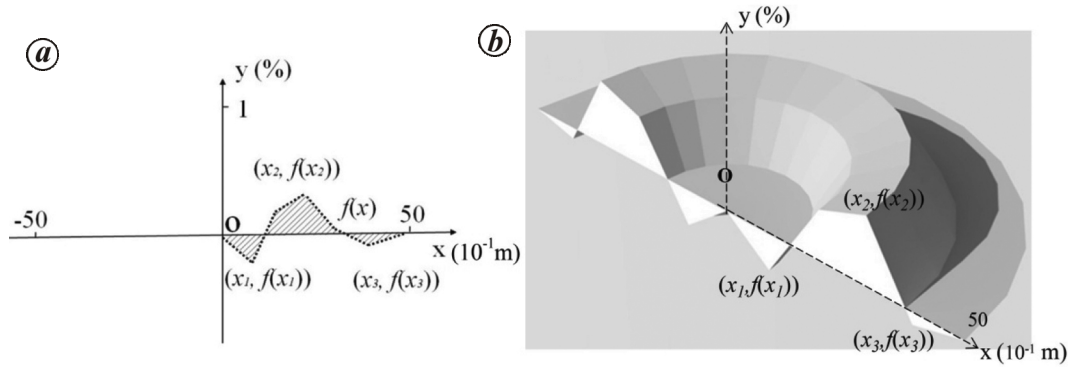 a
y (%)
1
(x2, f(x2))
f(x)
-50
O
50
x (10⁻¹ m)
(x1, f(x1))
(x3, f(x3))
b
y (%)
O
(x2,f(x2))
(x1,f(x1))
50
(x3,f(x3))
x (10⁻¹ m)